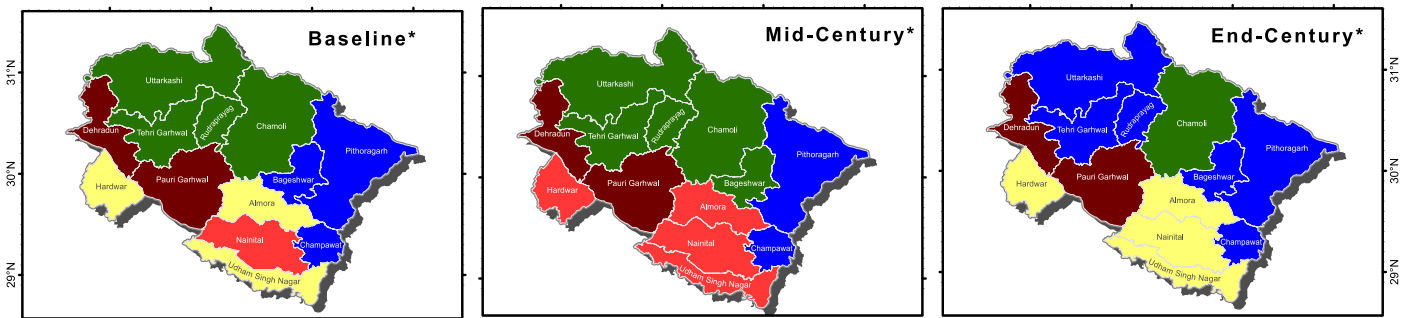 Baseline*
31°N
30°N
29°N
Uttarkashi
Dehradun
Tehri Garhwal
Rudraprayag
Chamoli
Pithoragarh
Hardwar
Pauri Garhwal
Bageshwar
Almora
Nainital
Champawat
Udham Singh Nagar
Mid-Century*
Uttarkashi
Dehradun
Tehri Garhwal
Rudraprayag
Chamoli
Pithoragarh
Hardwar
Pauri Garhwal
Bageshwar
Almora
Nainital
Champawat
Udham Singh Nagar
End-Century*
Uttarkashi
Dehradun
Tehri Garhwal
Rudraprayag
Chamoli
Pithoragarh
Hardwar
Pauri Garhwal
Bageshwar
Almora
Nainital
Champawat
Udham Singh Nagar
31°N
30°N
29°N